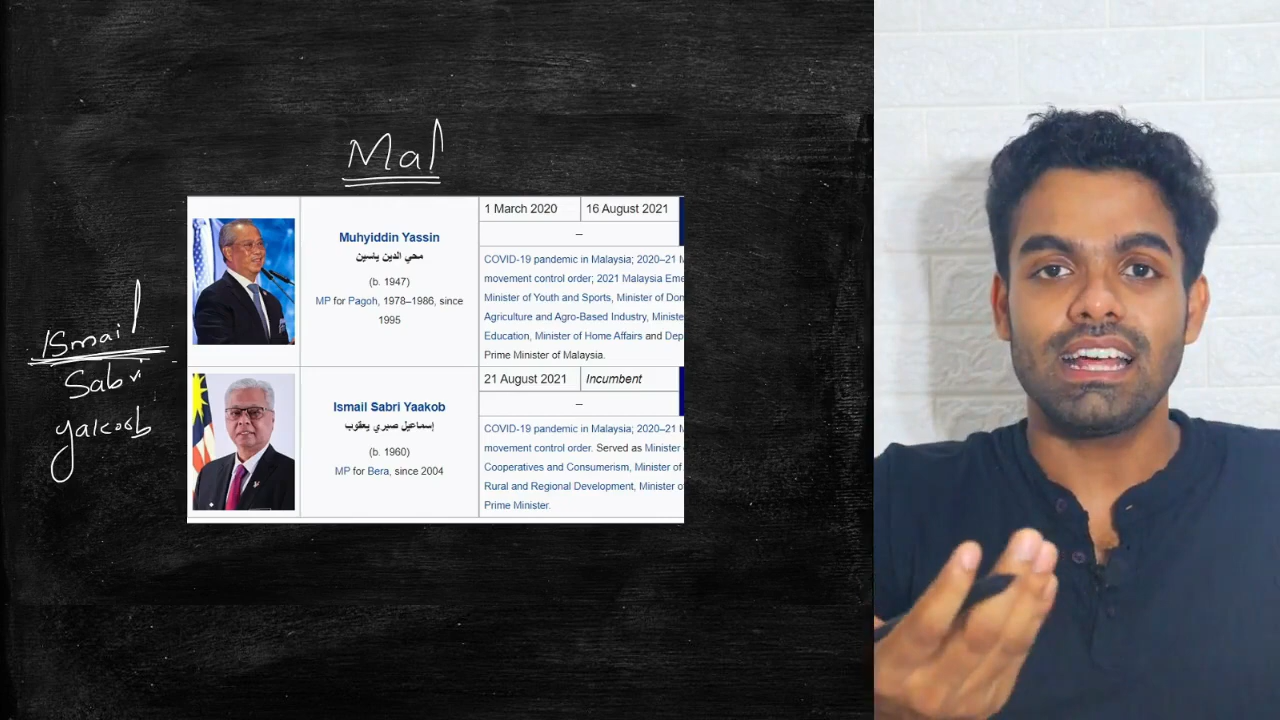 Mal
Ismail
Sabri
yakoob
Muhyiddin Yassin
محي الدين ياسين
(b. 1947)
MP for Pagoh, 1978–1986, since
1995
1 March 2020
16 August 2021
–
COVID-19 pandemic in Malaysia; 2020–21 M
movement control order; 2021 Malaysia Eme
Minister of Youth and Sports, Minister of Dom
Agriculture and Agro-Based Industry, Ministe
Education, Minister of Home Affairs and Dep
Prime Minister of Malaysia.
Ismail Sabri Yaakob
إسماعيل صبري يعقوب
(b. 1960)
MP for Bera, since 2004
21 August 2021
Incumbent
–
COVID-19 pandemic in Malaysia; 2020–21 M
movement control order. Served as Minister
Cooperatives and Consumerism, Minister of
Rural and Regional Development, Minister o
Prime Minister.